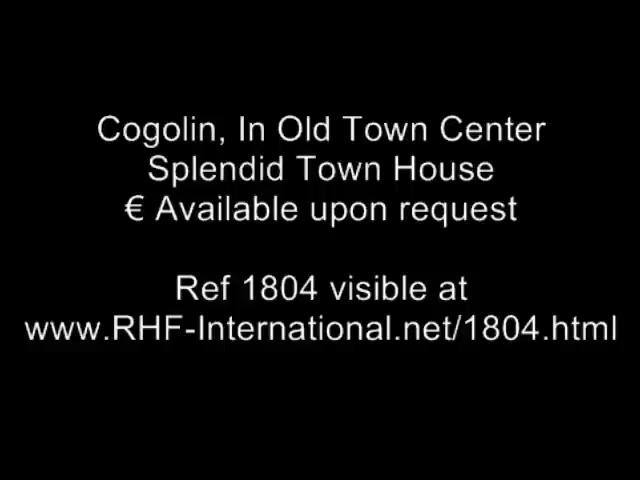 Cogolin, In Old Town Center
Splendid Town House
€ Available upon request
Ref 1804 visible at
www.RHF-International.net/1804.html